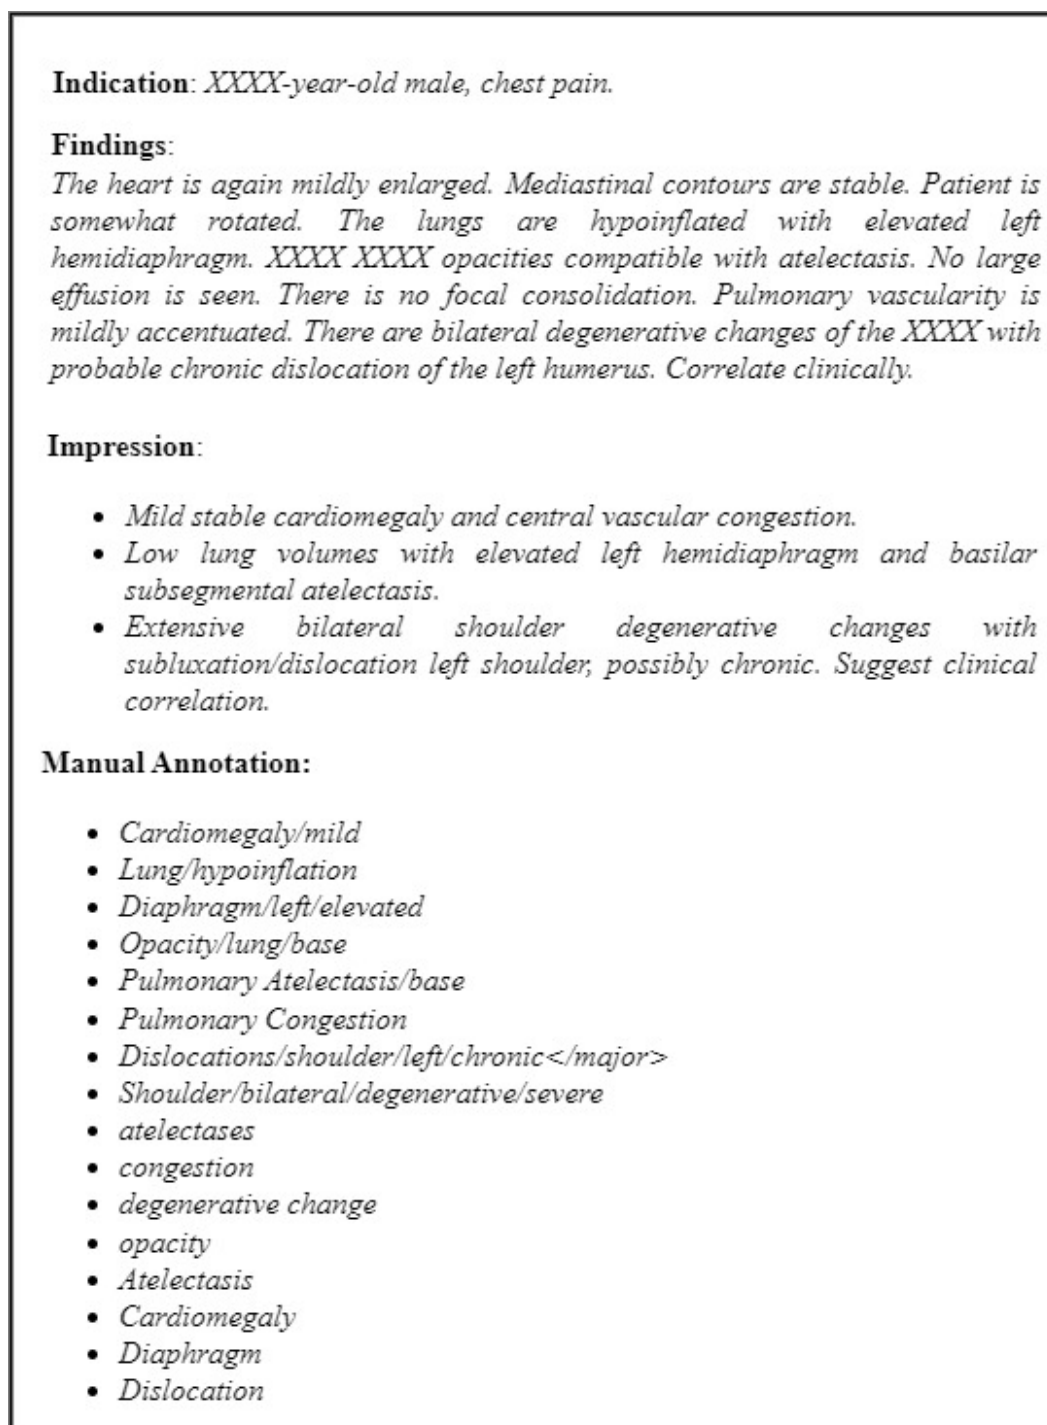 Indication: XXXX-year-old male, chest pain.
Findings:
The heart is again mildly enlarged. Mediastinal contours are stable. Patient is
somewhat rotated. The lungs are hypoinflated with elevated left
hemidiaphragm. XXXX XXXX opacities compatible with atelectasis. No large
effusion is seen. There is no focal consolidation. Pulmonary vascularity is
mildly accentuated. There are bilateral degenerative changes of the XXXX with
probable chronic dislocation of the left humerus. Correlate clinically.
Impression:
• Mild stable cardiomegaly and central vascular congestion.
• Low lung volumes with elevated left hemidiaphragm and basilar
subsegmental atelectasis.
• Extensive bilateral shoulder degenerative changes with
subluxation/dislocation left shoulder, possibly chronic. Suggest clinical
correlation.
Manual Annotation:
• Cardiomegaly/mild
• Lung/hypoinflation
• Diaphragm/left/elevated
• Opacity/lung/base
• Pulmonary Atelectasis/base
• Pulmonary Congestion
• Dislocations/shoulder/left/chronic</major>
• Shoulder/bilateral/degenerative/severe
• atelectases
• congestion
• degenerative change
• opacity
• Atelectasis
• Cardiomegaly
• Diaphragm
• Dislocation